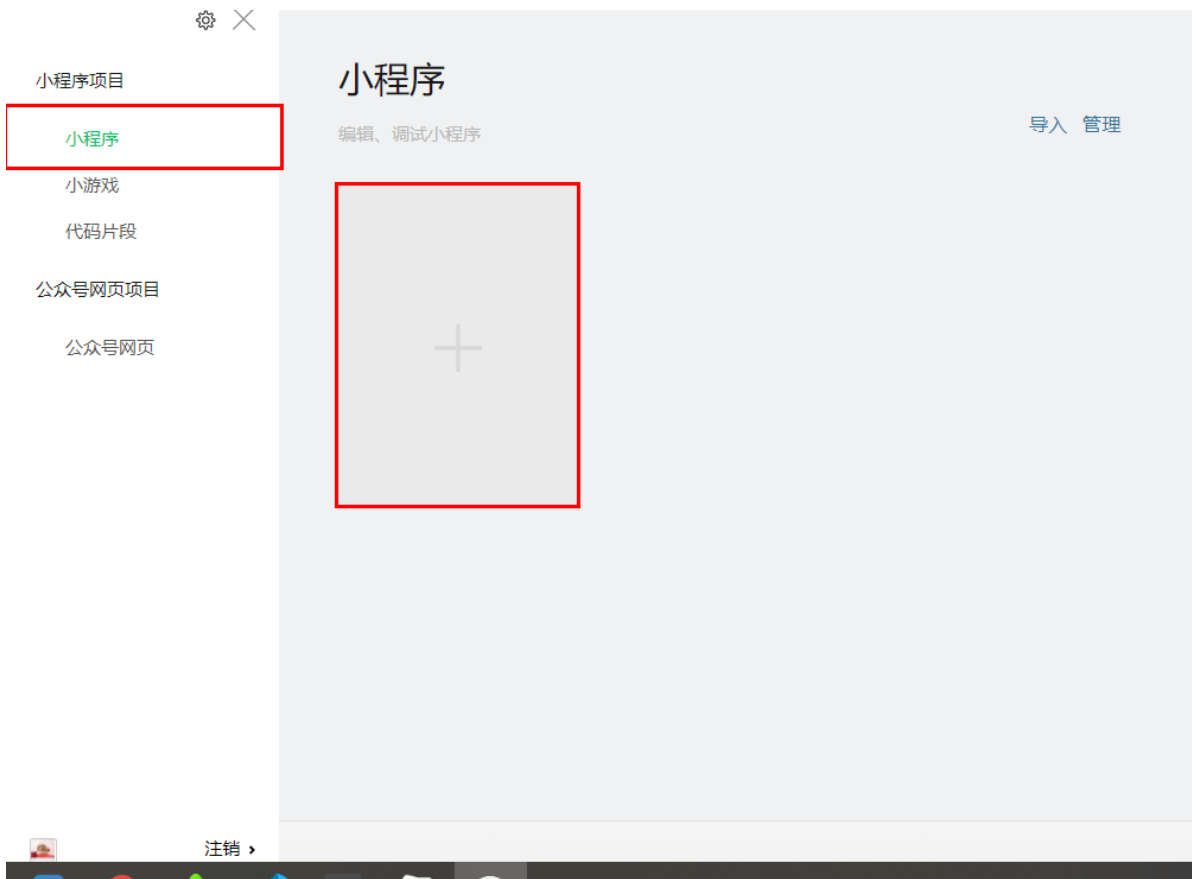 小程序项目
小程序
小游戏
代码片段
公众号网页项目
公众号网页
注销
小程序
编辑、调试小程序
导入 管理